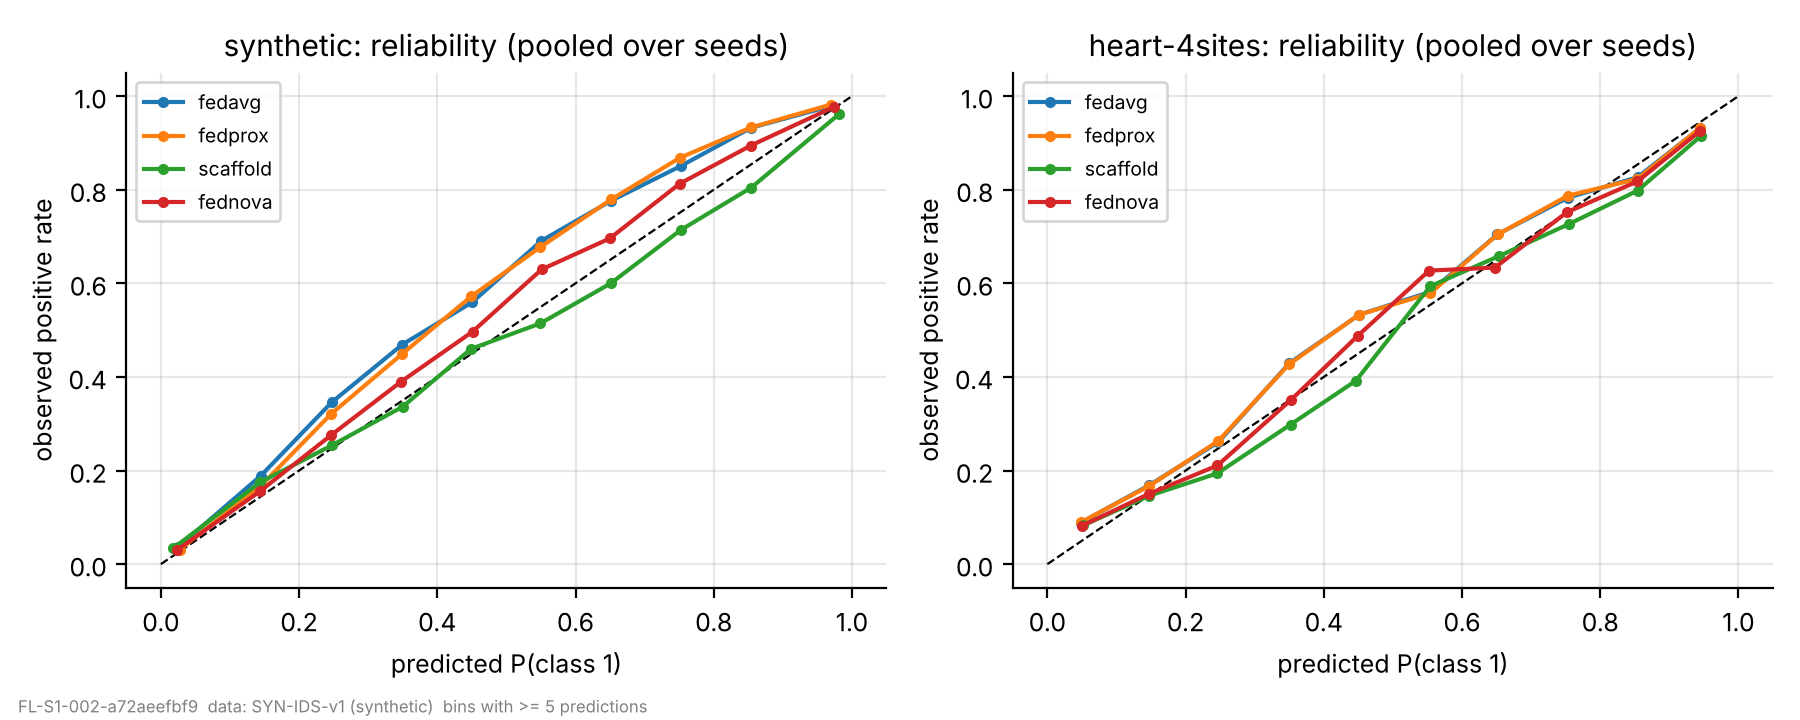 synthetic: reliability (pooled over seeds)
fedavg
fedprox
scaffold
fednova
observed positive rate
1.0
0.8
0.6
0.4
0.2
0.0
0.0 0.2 0.4 0.6 0.8 1.0
predicted P(class 1)
heart-4sites: reliability (pooled over seeds)
fedavg
fedprox
scaffold
fednova
observed positive rate
1.0
0.8
0.6
0.4
0.2
0.0
0.0 0.2 0.4 0.6 0.8 1.0
predicted P(class 1)
FL-S1-002-a72aeefbf9 data: SYN-IDS-v1 (synthetic) bins with >= 5 predictions